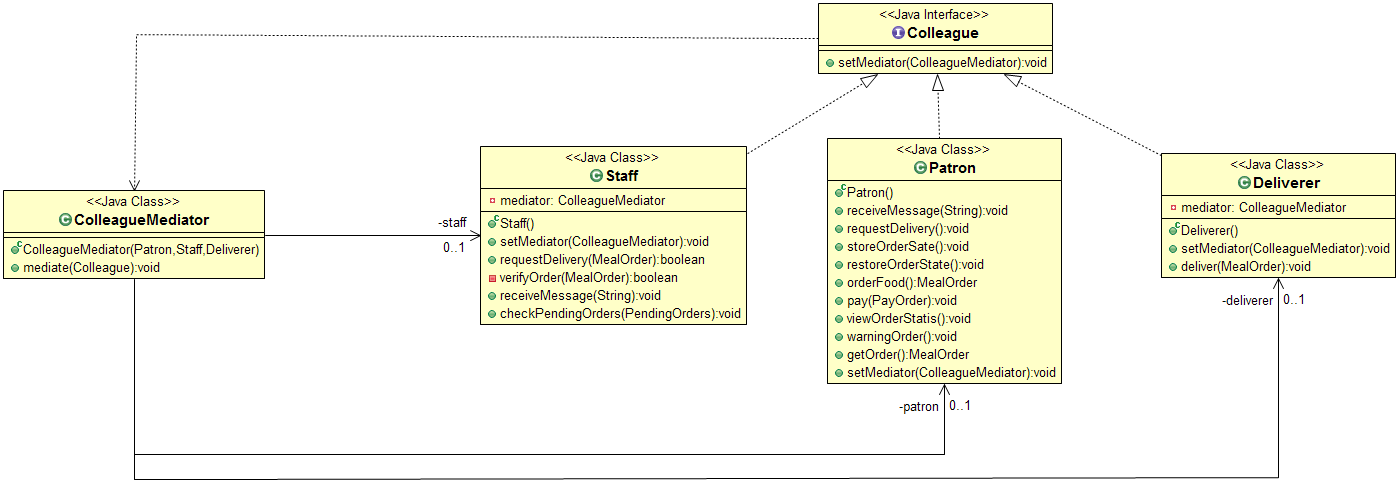 <<Java Interface>>
Colleague
setMediator(ColleagueMediator):void
<<Java Class>>
ColleagueMediator
ColleagueMediator(Patron,Staff,Deliverer)
mediate(Colleague):void
-staff
0..1
<<Java Class>>
Staff
mediator: ColleagueMediator
Staff()
setMediator(ColleagueMediator):void
requestDelivery(MealOrder):boolean
verifyOrder(MealOrder):boolean
receiveMessage(String):void
checkPendingOrders(PendingOrders):void
<<Java Class>>
Patron
Patron()
receiveMessage(String):void
requestDelivery():void
storeOrderSate():void
restoreOrderState():void
orderFood():MealOrder
pay(PayOrder):void
viewOrderStatis():void
warningOrder():void
getOrder():MealOrder
setMediator(ColleagueMediator):void
-patron
0..1
<<Java Class>>
Deliverer
mediator: ColleagueMediator
Deliverer()
setMediator(ColleagueMediator):void
deliver(MealOrder):void
-deliverer
0..1